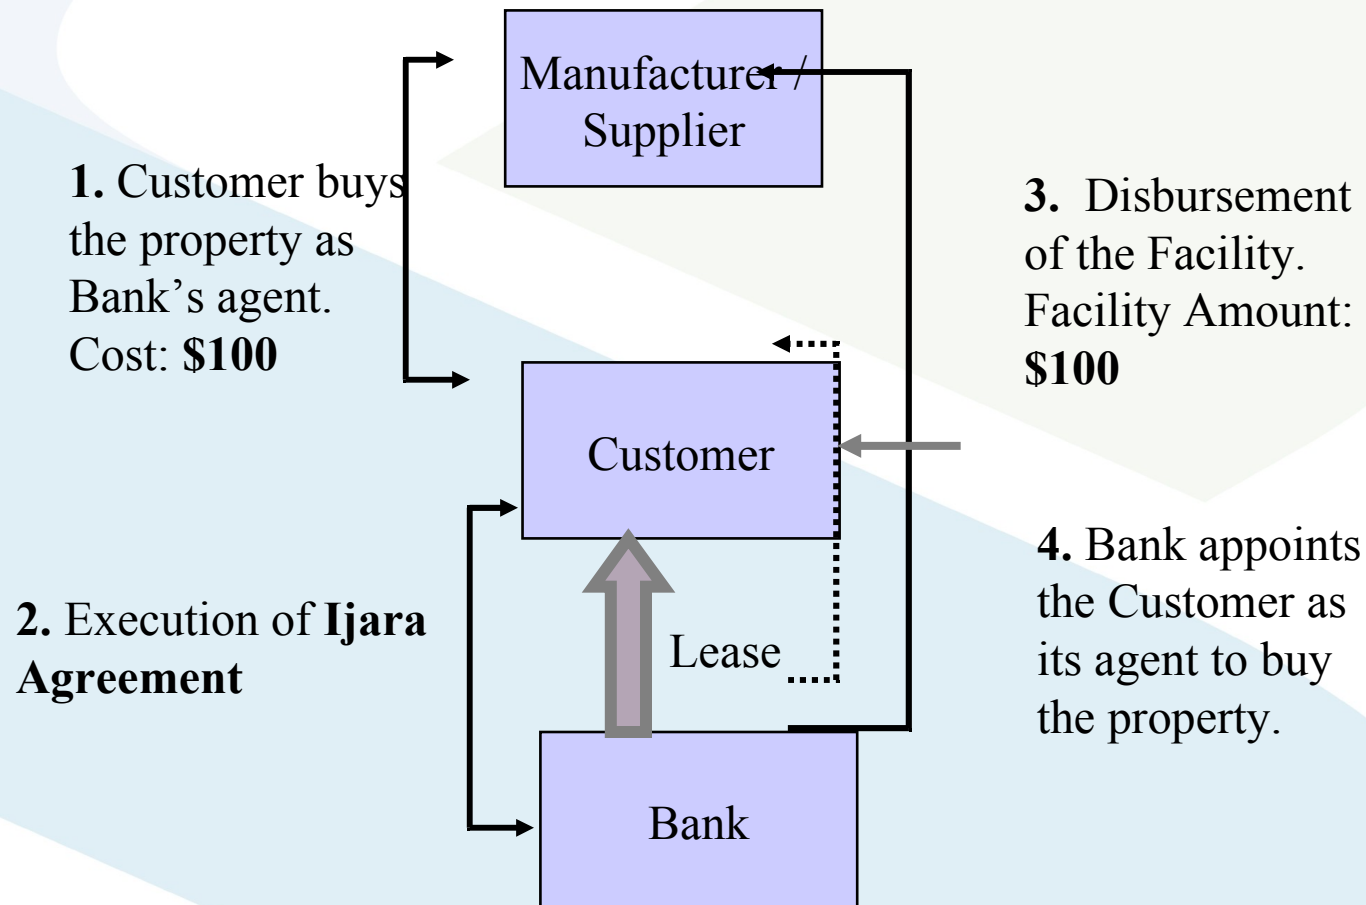 Manufacturer /
Supplier
1. Customer buys
the property as
Bank’s agent.
Cost: $100
3. Disbursement
of the Facility.
Facility Amount:
$100
Customer
2. Execution of Ijara
Agreement
Lease
4. Bank appoints
the Customer as
its agent to buy
the property.
Bank